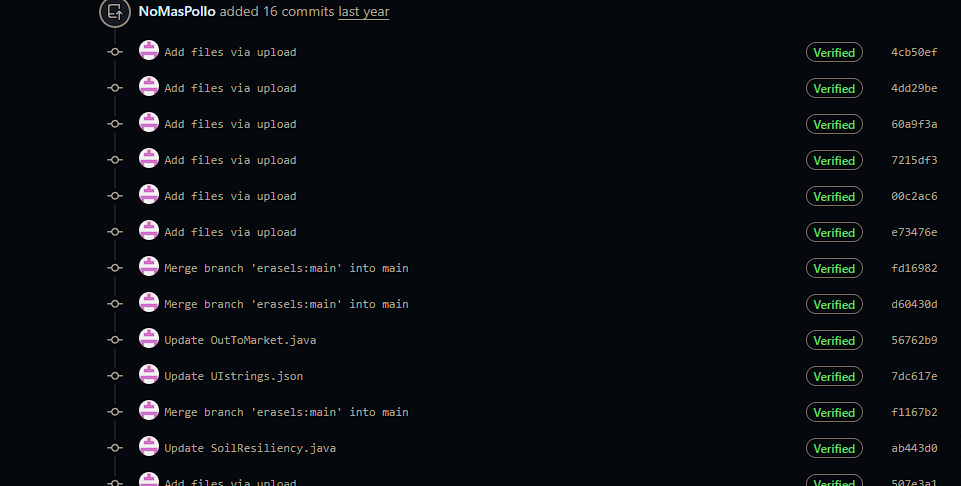 NoMasPollo added 16 commits last year
Add files via upload Verified 4cb50ef
Add files via upload Verified 4dd29be
Add files via upload Verified 60a9f3a
Add files via upload Verified 7215df3
Add files via upload Verified 00c2ac6
Add files via upload Verified e73476e
Merge branch 'erasels:main' into main Verified fd16982
Merge branch 'erasels:main' into main Verified d60430d
Update OutToMarket.java Verified 56762b9
Update UIstrings.json Verified 7dc617e
Merge branch 'erasels:main' into main Verified f1167b2
Update SoilResiliency.java Verified ab443d0
Add files via upload Verified 507e3a1